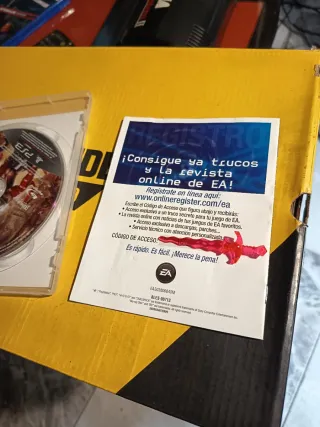 REGISTRO
¡Consigue ya trucos
y la revista
online de EA!
Regístrate en línea aquí:
www.onlineregister.com/ea
Escribe el Código de Acceso que figura abajo y recibirás:
• Acceso exclusivo a un truco secreto para tu juego de EA.
• La revista online con noticias de tus juegos de EA favoritos.
• Acceso exclusivo a descargas, parches...
• Servicio técnico con atención personalizada
CÓDIGO DE ACCESO:
Es rápido. Es fácil. ¡Merece la pena!
EA
PS3